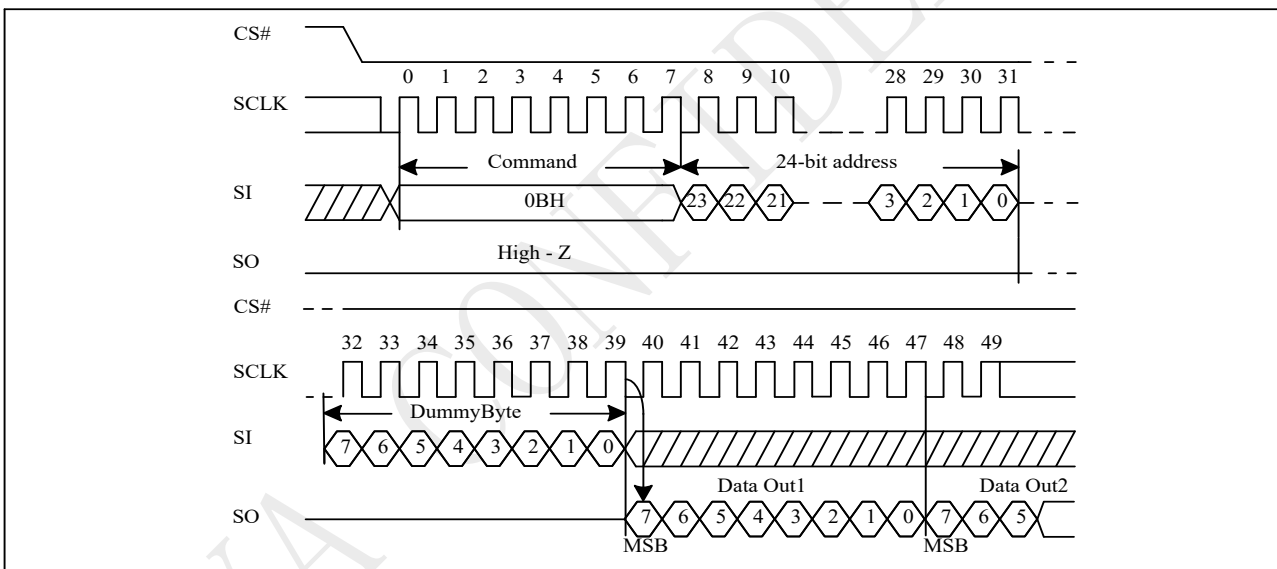 CS#
0 1 2 3 4 5 6 7 8 9 10 28 29 30 31
SCLK
Command 24-bit address
SI 0BH 23 22 21 3 2 1 0
High - Z
SO
CS#
32 33 34 35 36 37 38 39 40 41 42 43 44 45 46 47 48 49
SCLK
DummyByte
SI 7 6 5 4 3 2 1 0
Data Out1 Data Out2
SO 7 6 5 4 3 2 1 0 7 6 5
MSB MSB